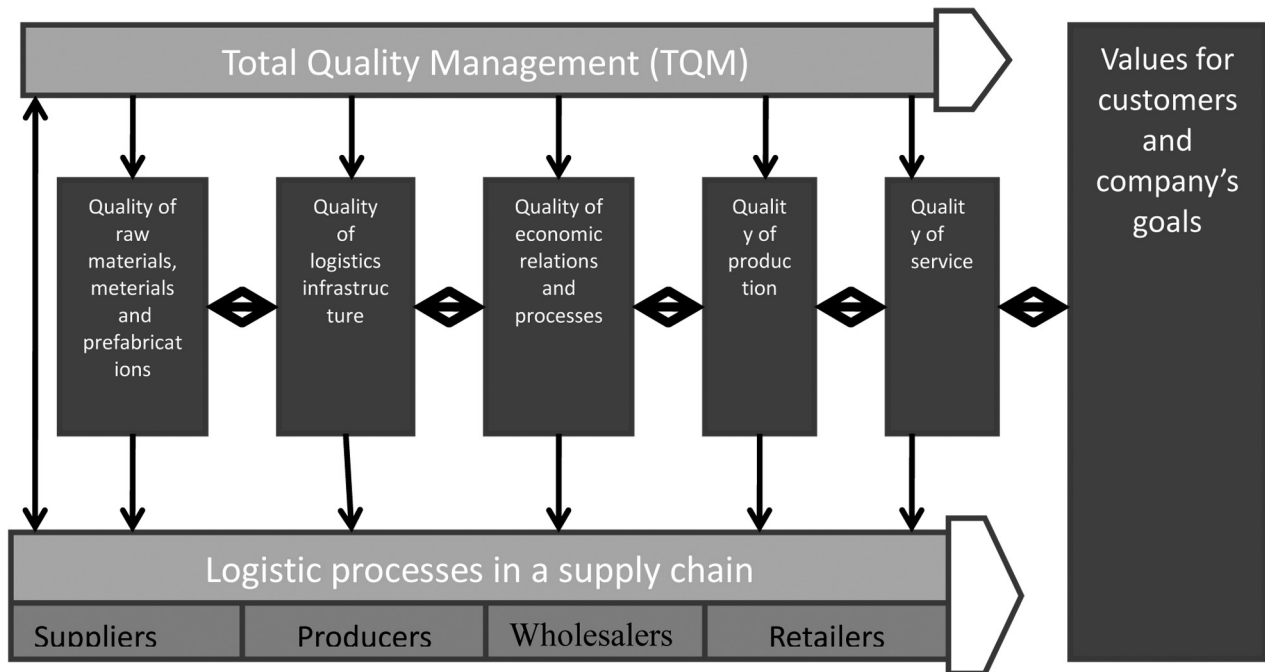 Total Quality Management (TQM)
Values for
customers
and
company's
goals
Quality of
raw
materials,
meterials
and
prefabricat
ions
Quality
of
logistics
infrastruc
ture
Quality of
economic
relations
and
processes
Qualit
y of
produc
tion
Qualit
y of
service
Logistic processes in a supply chain
Suppliers
Producers
Wholesalers
Retailers